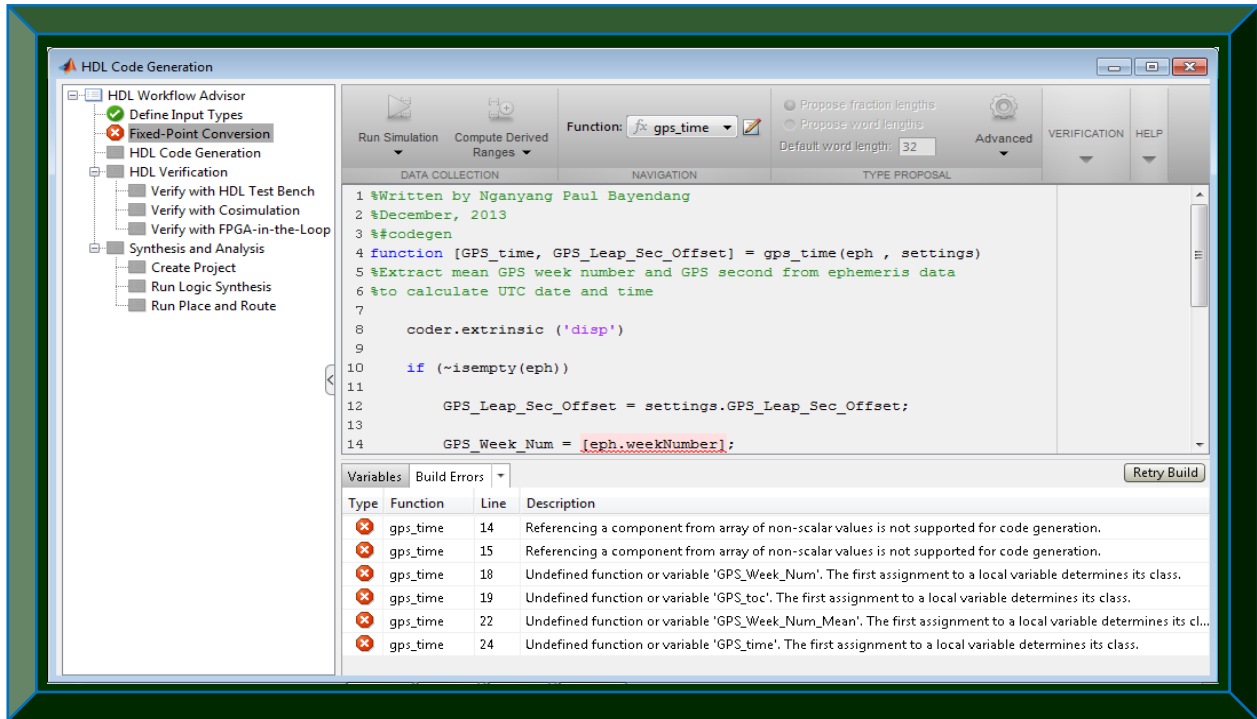 HDL Code Generation
HDL Workflow Advisor
Define Input Types
Fixed-Point Conversion
HDL Code Generation
HDL Verification
Verify with HDL Test Bench
Verify with Cosimulation
Verify with FPGA-in-the-Loop
Synthesis and Analysis
Create Project
Run Logic Synthesis
Run Place and Route
Run Simulation
Compute Derived
Ranges
DATA COLLECTION
Function: fx gps_time
NAVIGATION
Propose fraction lengths
Propose word lengths
Default word length: 32
Advanced
TYPE PROPOSAL
VERIFICATION
HELP
1 %Written by Nganyang Paul Bayendang
2 %December, 2013
3 %#codegen
4 function [GPS_time, GPS_Leap_Sec_Offset] = gps_time(eph , settings)
5 %Extract mean GPS week number and GPS second from ephemeris data
6 %to calculate UTC date and time
7
8 coder.extrinsic ('disp')
9
10 if (~isempty(eph))
11
12 GPS_Leap_Sec_Offset = settings.GPS_Leap_Sec_Offset;
13
14 GPS_Week_Num = [eph.weekNumber];
Variables Build Errors
Retry Build
Type Function Line Description
gps_time 14 Referencing a component from array of non-scalar values is not supported for code generation.
gps_time 15 Referencing a component from array of non-scalar values is not supported for code generation.
gps_time 18 Undefined function or variable 'GPS_Week_Num'. The first assignment to a local variable determines its class.
gps_time 19 Undefined function or variable 'GPS_toc'. The first assignment to a local variable determines its class.
gps_time 22 Undefined function or variable 'GPS_Week_Num_Mean'. The first assignment to a local variable determines its cl...
gps_time 24 Undefined function or variable 'GPS_time'. The first assignment to a local variable determines its class.